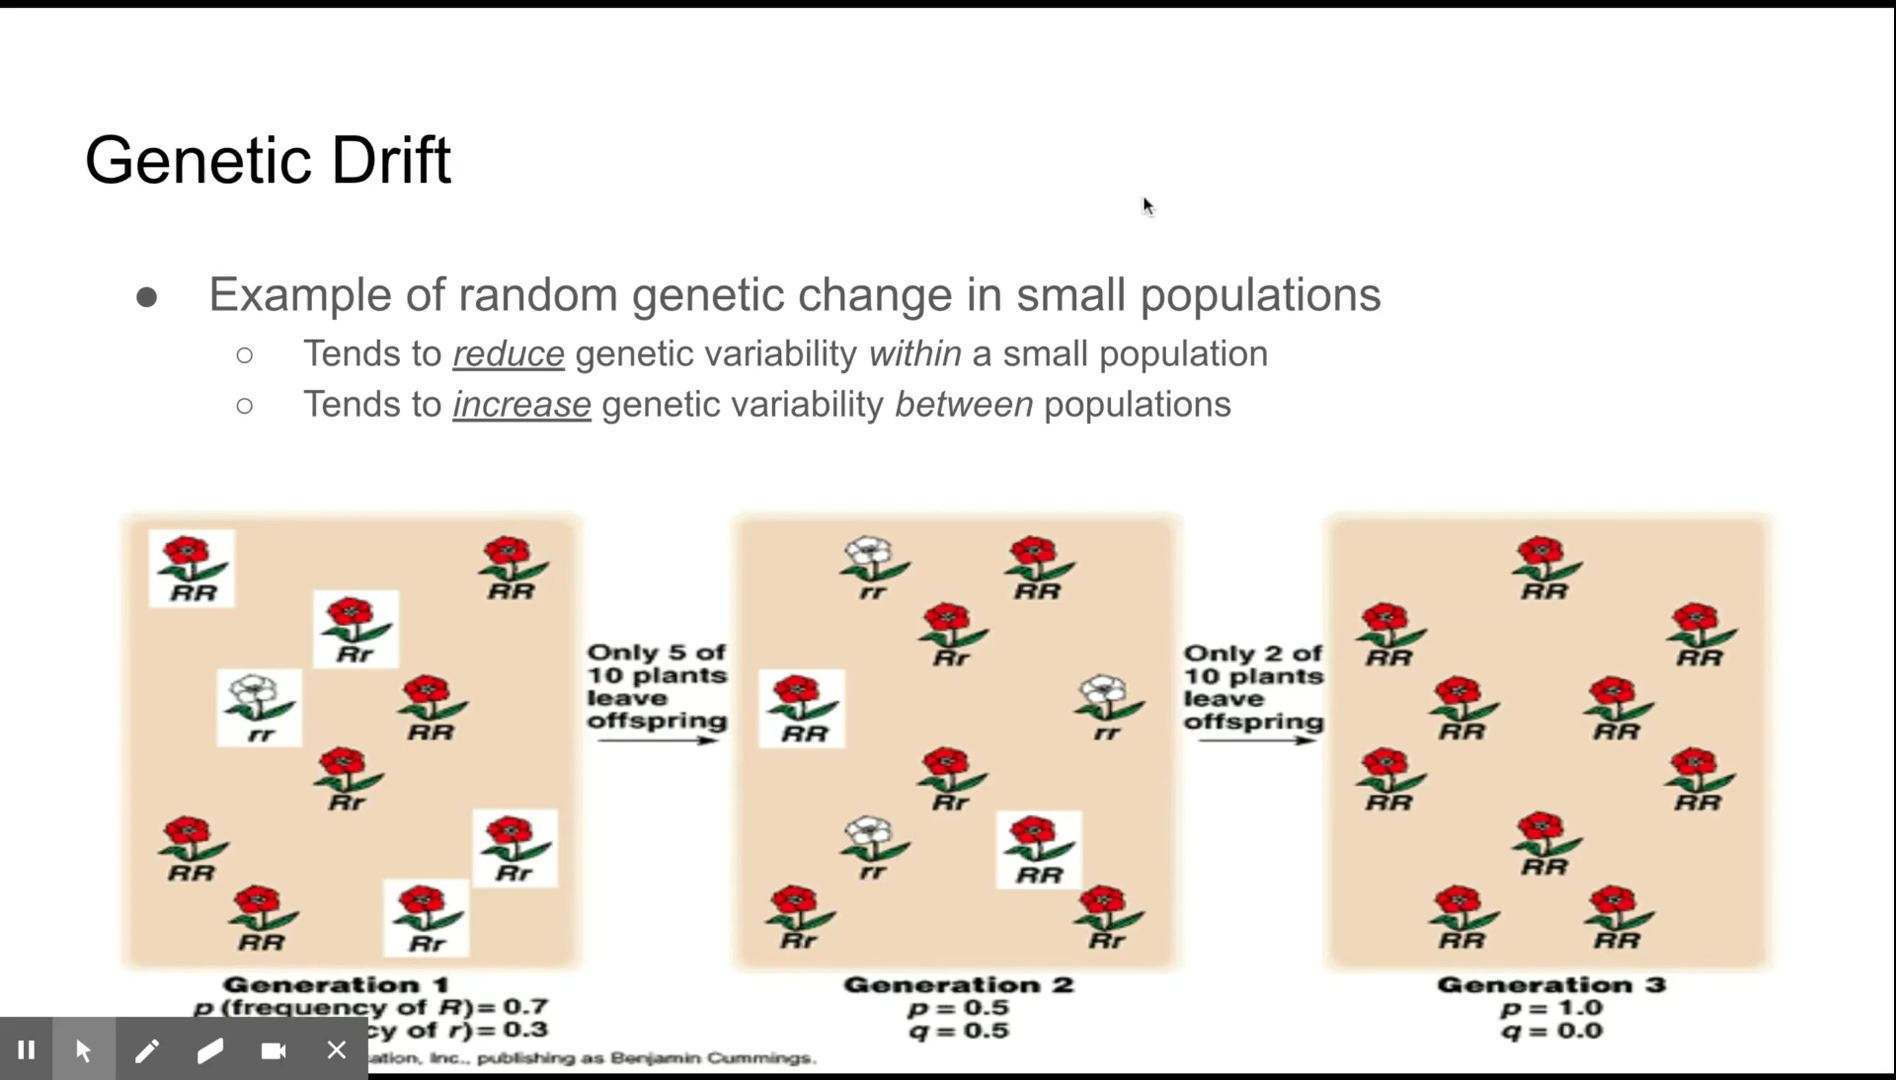 Genetic Drift
● Example of random genetic change in small populations
○ Tends to reduce genetic variability within a small population
○ Tends to increase genetic variability between populations
RR
RR
Rr
rr
RR
Rr
RR
Rr
RR
Rr
Generation 1
p (frequency of R)= 0.7
cy of r)= 0.3
Only 5 of
10 plants
leave
offspring
rr
RR
Rr
RR
rr
Rr
rr
RR
Rr
Rr
Generation 2
p = 0.5
q = 0.5
Only 2 of
10 plants
leave
offspring
RR
RR
RR
RR
RR
RR
RR
RR
RR
RR
Generation 3
p = 1.0
q = 0.0
ation, Inc., publishing as Benjamin Cummings.